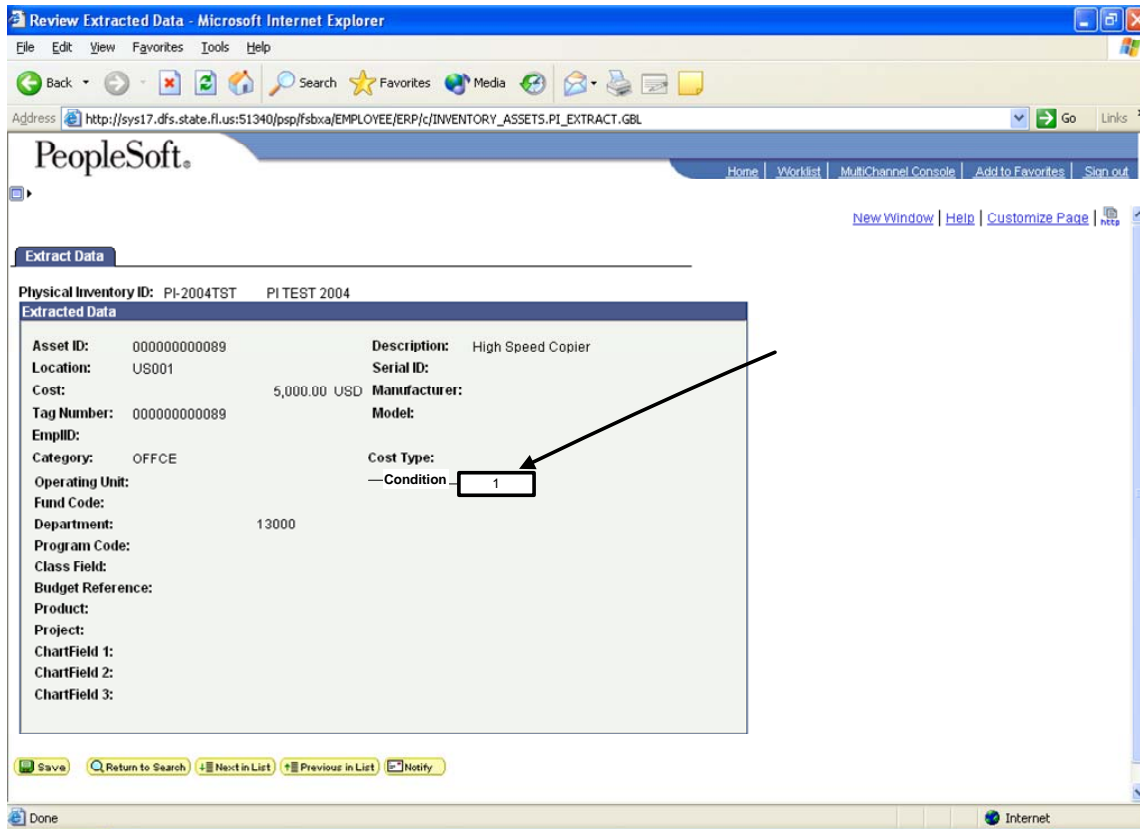 Review Extracted Data - Microsoft Internet Explorer
File Edit View Favorites Tools Help
Back Search Favorites Media
Address http://sys17.dfs.state.fl.us:51340/psp/fsbxa/EMPLOYEE/ERP/c/INVENTORY_ASSETS.PI_EXTRACT.GBL Go Links
PeopleSoft®
Home Worklist MultiChannel Console Add to Favorites Sign out
New Window | Help | Customize Page | http
Extract Data
Physical Inventory ID: PI-2004TST PI TEST 2004
Extracted Data
Asset ID: 000000000089 Description: High Speed Copier
Location: US001 Serial ID:
Cost: 5,000.00 USD Manufacturer:
Tag Number: 000000000089 Model:
EmplID:
Category: OFFCE Cost Type:
Operating Unit: Condition 1
Fund Code:
Department: 13000
Program Code:
Class Field:
Budget Reference:
Product:
Project:
ChartField 1:
ChartField 2:
ChartField 3:
Save Return to Search Next in List Previous in List Notify
Done Internet